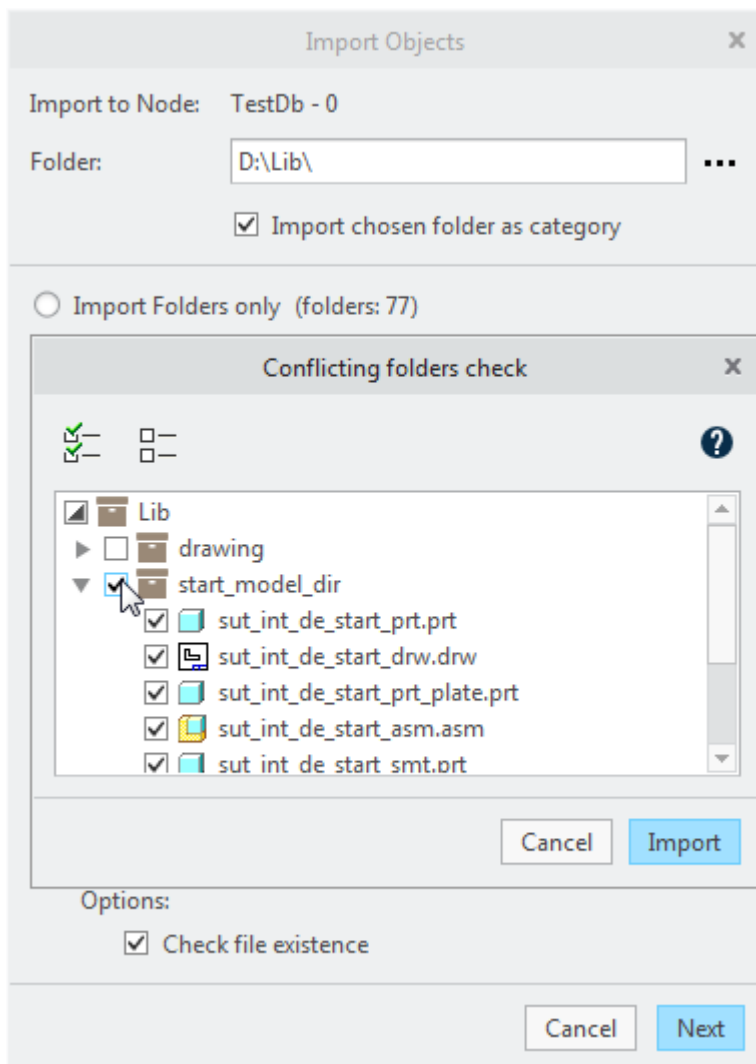 Import Objects
Import to Node: TestDb - 0
Folder: D:\Lib\
Import chosen folder as category
Import Folders only (folders: 77)
Conflicting folders check
Lib
drawing
start_model_dir
sut_int_de_start_prt.prt
sut_int_de_start_drw.drw
sut_int_de_start_prt_plate.prt
sut_int_de_start_asm.asm
sut_int_de_start_smt.prt
Cancel Import
Options:
Check file existence
Cancel Next